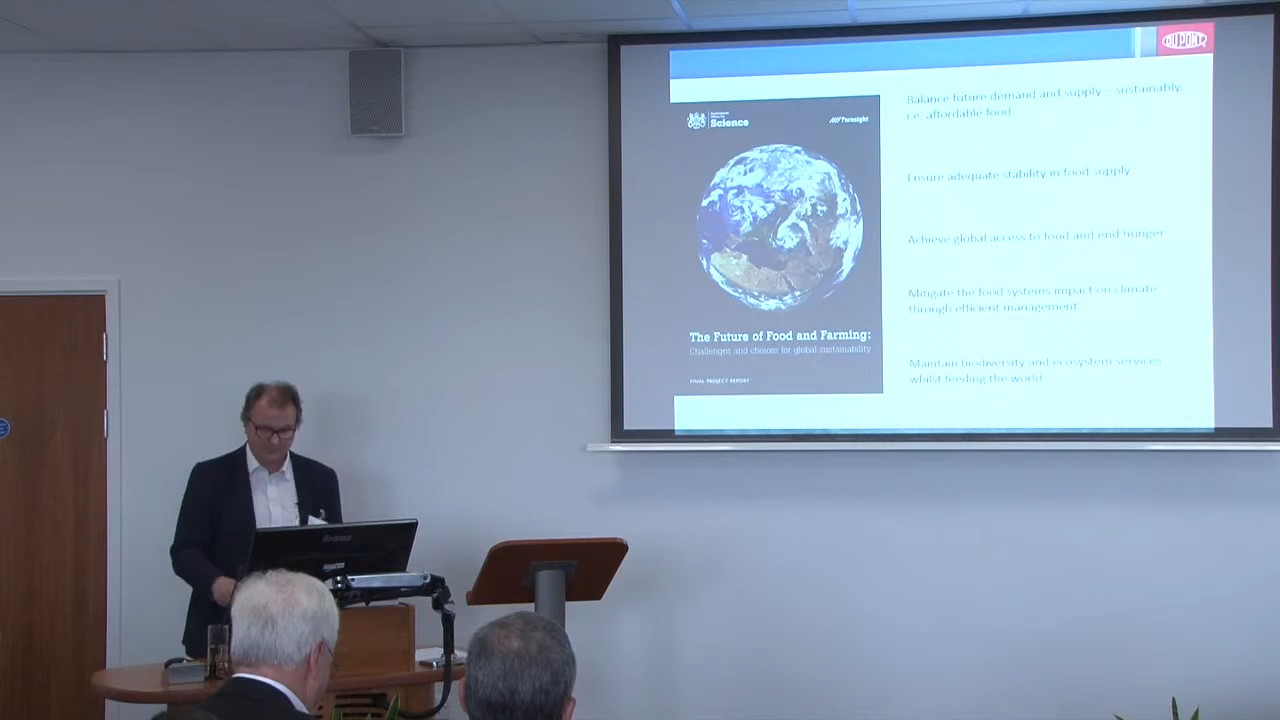 DU PONT
Balance future demand and supply – sustainably,
i.e. affordable food
Science
Foresight
Ensure adequate stability in food supply
Achieve global access to food and end hunger
Mitigate the food systems impact on climate
through efficient management
The Future of Food and Farming:
Challenges and choices for global sustainability
Maintain biodiversity and ecosystem services
whilst feeding the world
FINAL PROJECT REPORT
iiyama